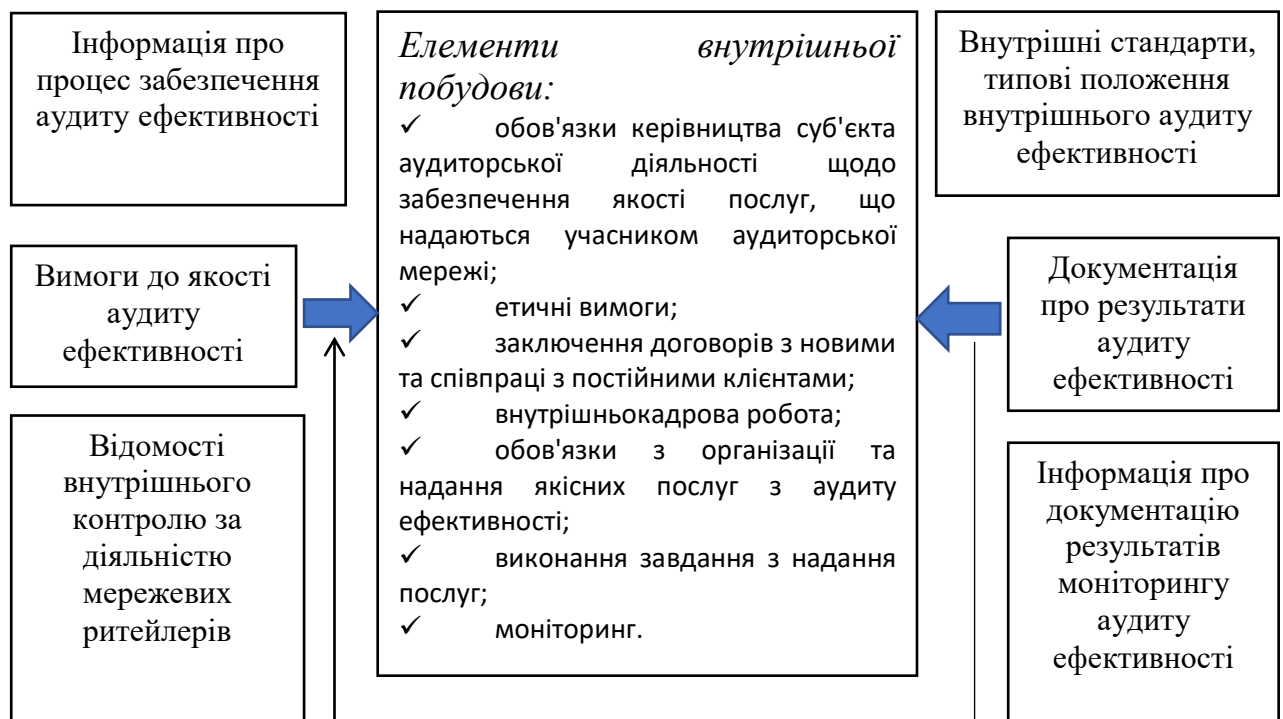 Інформація про
процес забезпечення
аудиту ефективності
Вимоги до якості
аудиту
ефективності
Відомості
внутрішнього
контролю за
діяльністю
мережевих
ритейлерів
Елементи внутрішньої
побудови:
✓ обов'язки керівництва суб'єкта
аудиторської діяльності щодо
забезпечення якості послуг, що
надаються учасником аудиторської
мережі;
✓ етичні вимоги;
✓ заключення договорів з новими
та співпраці з постійними клієнтами;
✓ внутрішньокадрова робота;
✓ обов'язки з організації та
надання якісних послуг з аудиту
ефективності;
✓ виконання завдання з надання
послуг;
✓ моніторинг.
Внутрішні стандарти,
типові положення
внутрішнього аудиту
ефективності
Документація
про результати
аудиту
ефективності
Інформація про
документацію
результатів
моніторингу
аудиту
ефективності